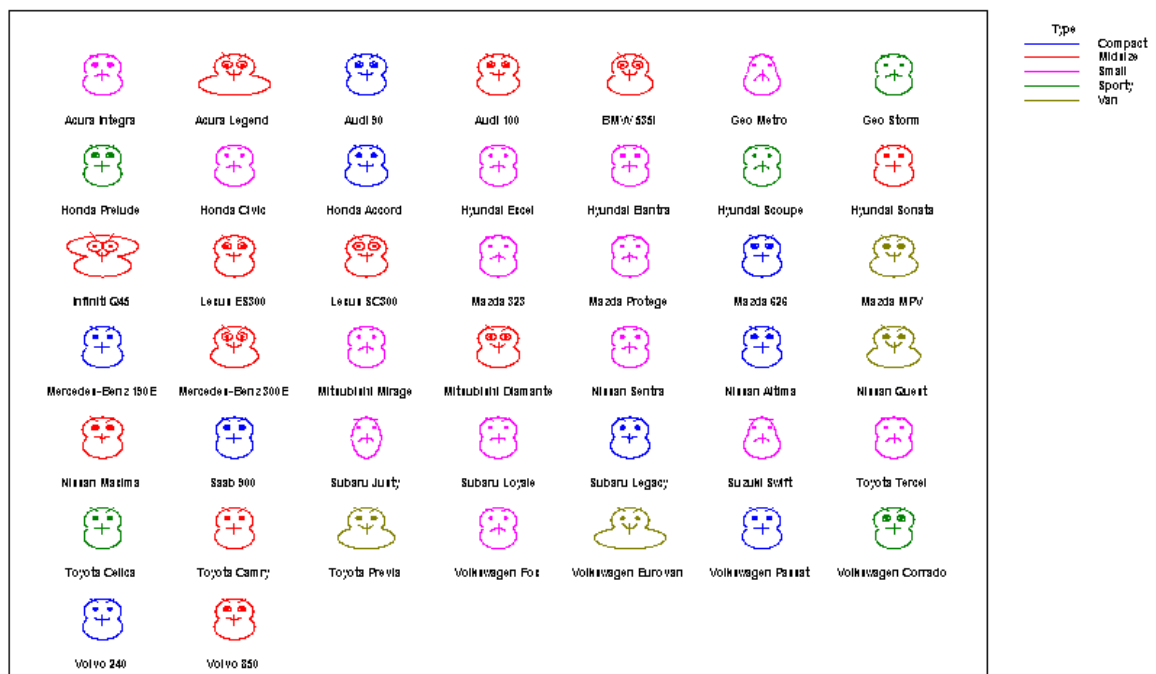 Type
Compact
Midsize
Small
Sporty
Van
Acura Integra Acura Legend Audi 90 Audi 100 BMW 535i Geo Metro Geo Storm
Honda Prelude Honda Civic Honda Accord Hyundai Excel Hyundai Elantra Hyundai Scoupe Hyundai Sonata
Infiniti Q45 Lexus ES300 Lexus SC300 Mazda 323 Mazda Protege Mazda 626 Mazda MPV
Mercedes-Benz 190E Mercedes-Benz 300E Mitsubishi Mirage Mitsubishi Diamante Nissan Sentra Nissan Altima Nissan Quest
Nissan Maxima Saab 900 Subaru Justy Subaru Loyale Subaru Legacy Suzuki Swift Toyota Tercel
Toyota Celica Toyota Camry Toyota Previa Volkswagen Fox Volkswagen Eurovan Volkswagen Passat Volkswagen Corrado
Volvo 240 Volvo 850